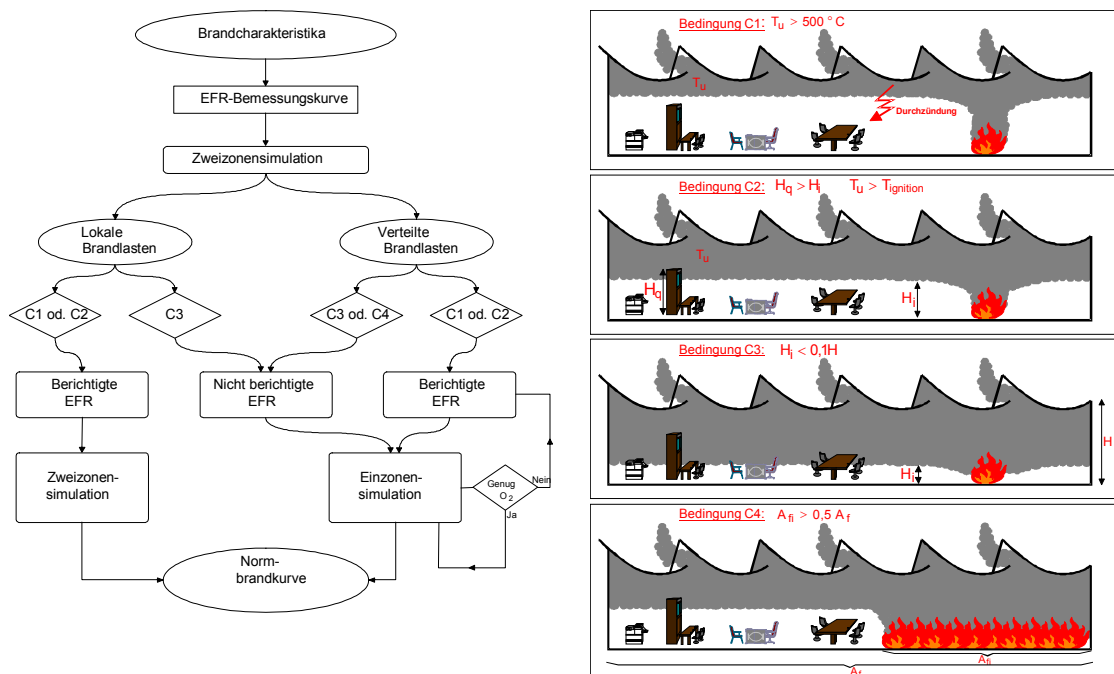 Brandcharakteristika
EFR-Bemessungskurve
Zweizonensimulation
Lokale
Brandlasten
Verteilte
Brandlasten
C1 od. C2
C3
C3 od. C4
C1 od. C2
Berichtigte
EFR
Nicht berichtigte
EFR
Berichtigte
EFR
Zweizonen-
simulation
Einzonen-
simulation
Genug
O2
Nein
Ja
Norm-
brandkurve
Bedingung C1: Tu > 500 °C
Tu
Durchzündung
Bedingung C2: Hq > Hi Tu > Tignition
Tu
Hq
Hi
Bedingung C3: Hi < 0,1H
H
Hi
Bedingung C4: Afi > 0,5 Af
Afi
Af